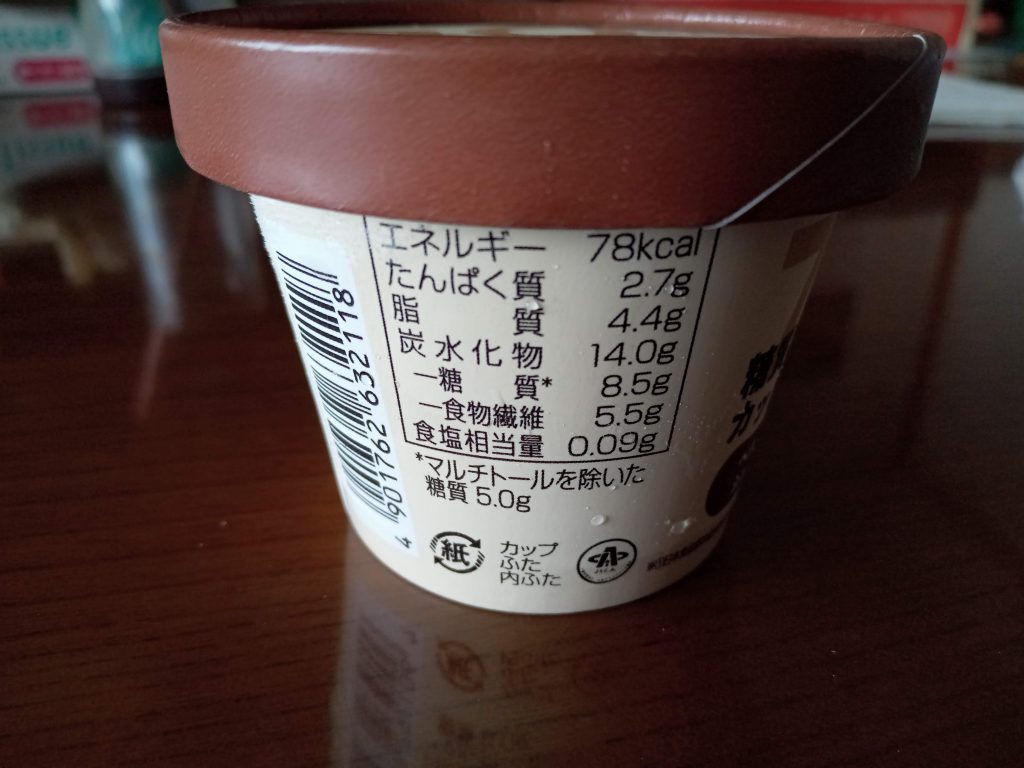 エネルギー 78kcal
たんぱく質 2.7g
脂質 4.4g
炭水化物 14.0g
―糖質* 8.5g
―食物繊維 5.5g
食塩相当量 0.09g
*マルチトールを除いた
糖質 5.0g
4 901762 632118
紙
カップ
ふた
内ふた
糖
カッ